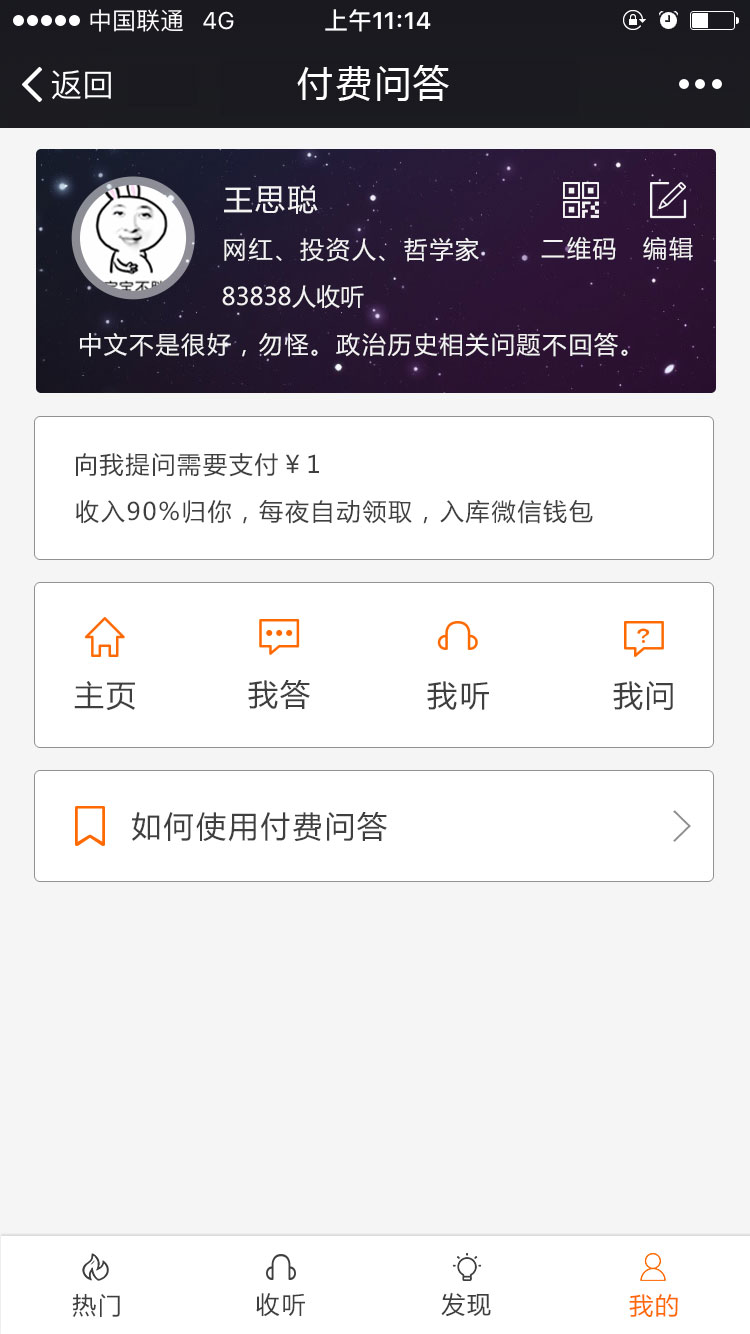 中国联通 4G 上午11:14
返回 付费问答
王思聪
网红、投资人、哲学家
二维码 编辑
83838人收听
中文不是很好，勿怪。政治历史相关问题不回答。
向我提问需要支付¥1
收入90%归你，每夜自动领取，入库微信钱包
主页 我答 我听 我问
如何使用付费问答
热门 收听 发现 我的